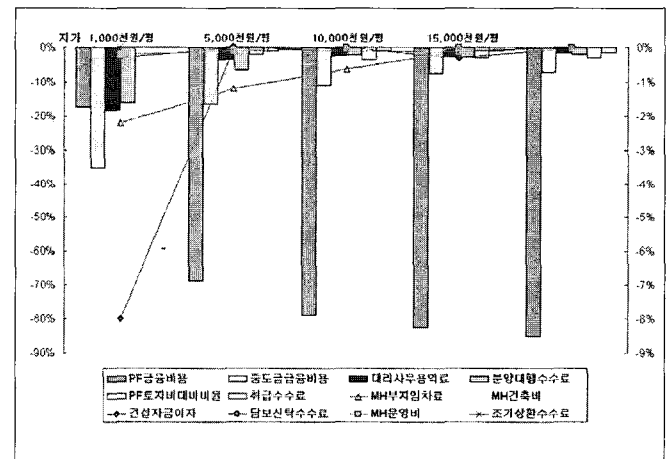 지가 1,000천원/평 5,000천원/평 10,000천원/평 15,000천원/평
0% 0%
-10% -1%
-20% -2%
-30% -3%
-40% -4%
-50% -5%
-60% -6%
-70% -7%
-80% -8%
-90% -9%
PF금융비용 중도금금융비용 대리사무용역료 분양대행수수료
PF투자비대비비원 취급수수료 MH부지임차료 MH건축비
건설자금이자 담보신탁수수료 MH운영비 조기상환수수료